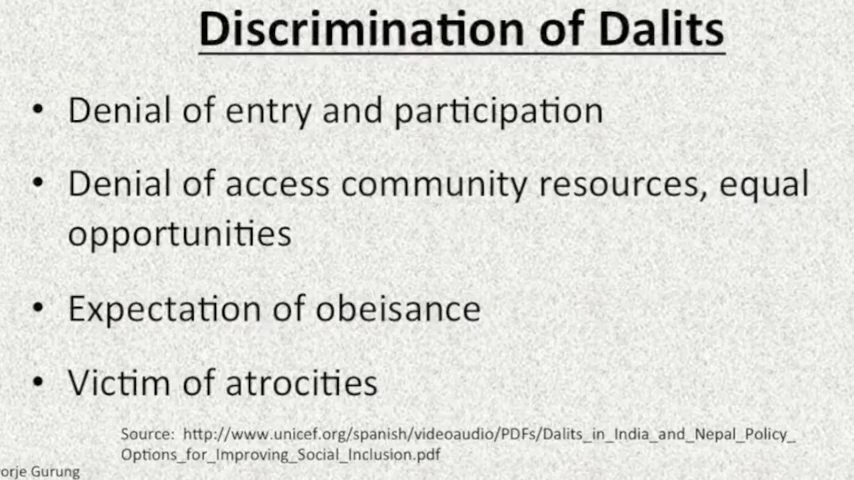 Discrimination of Dalits
• Denial of entry and participation
• Denial of access community resources, equal
opportunities
• Expectation of obeisance
• Victim of atrocities
Source: http://www.unicef.org/spanish/videoaudio/PDFs/Dalits_in_India_and_Nepal_Policy_
Options_for_Improving_Social_Inclusion.pdf
orje Gurung